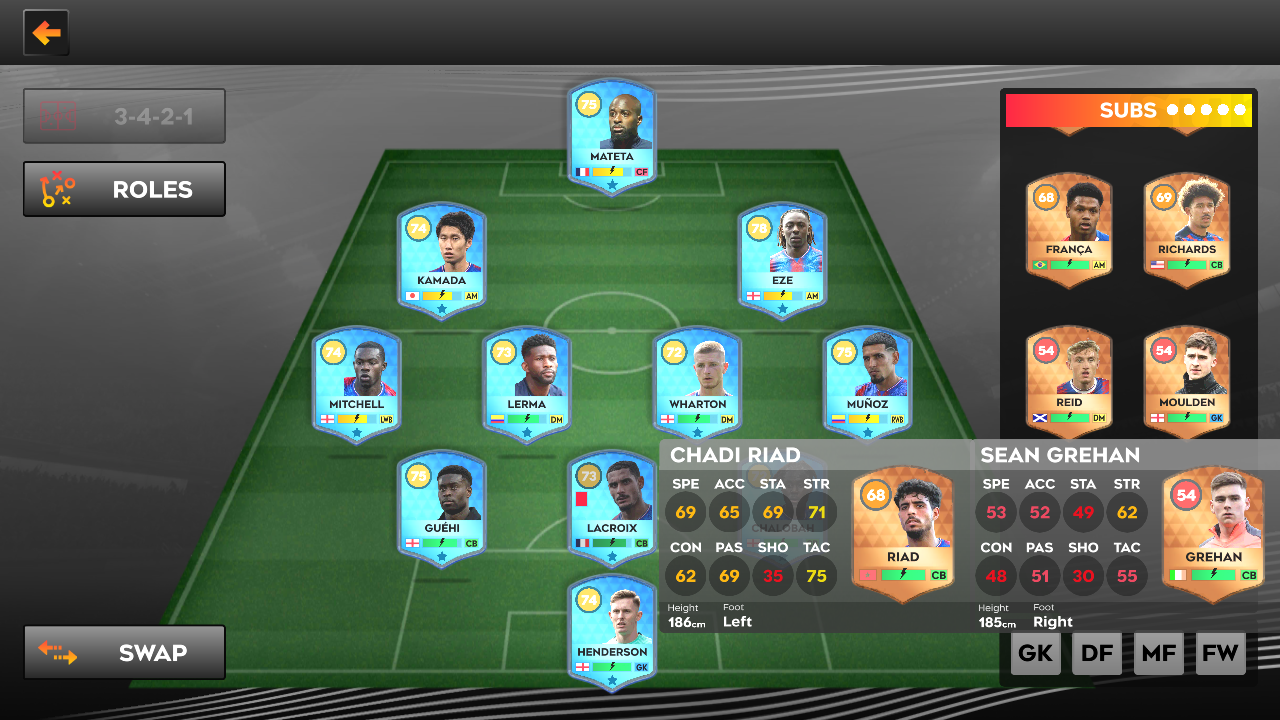 3-4-2-1
ROLES
SUBS
75
MATETA
CF
74
KAMADA
AM
78
EZE
AM
68
FRANÇA
AM
69
RICHARDS
CB
74
MITCHELL
LWB
73
LERMA
DM
72
WHARTON
DM
75
MUÑOZ
RWB
54
REID
DM
54
MOULDEN
GK
75
GUÉHI
CB
73
LACROIX
CB
CHALOBAH
CHADI RIAD
SPE ACC STA STR
69 65 69 71
CON PAS SHO TAC
62 69 35 75
Height Foot
186cm Left
68
RIAD
CB
SEAN GREHAN
SPE ACC STA STR
53 52 49 62
CON PAS SHO TAC
48 51 30 55
Height Foot
185cm Right
54
GREHAN
CB
74
HENDERSON
GK
SWAP
GK DF MF FW